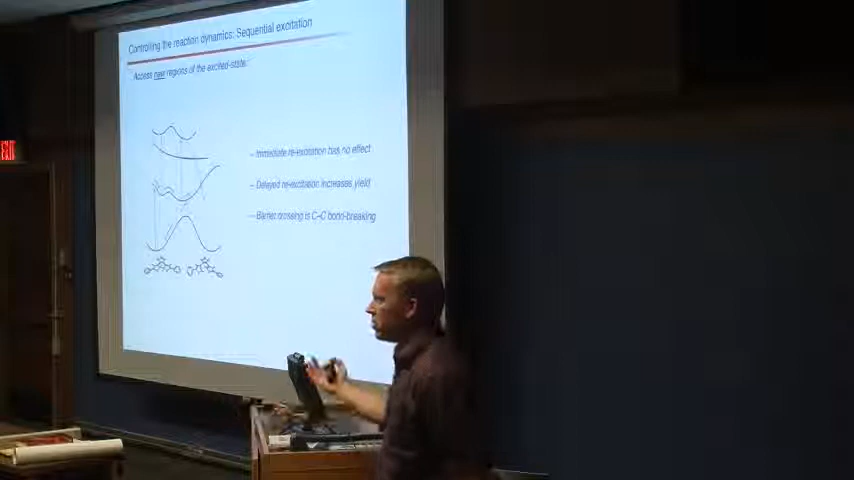 Controlling the reaction dynamics: Sequential excitation
Access new regions of the excited-state:
– Immediate re-excitation has no effect
– Delayed re-excitation increases yield
– Barrier crossing is C–C bond-breaking